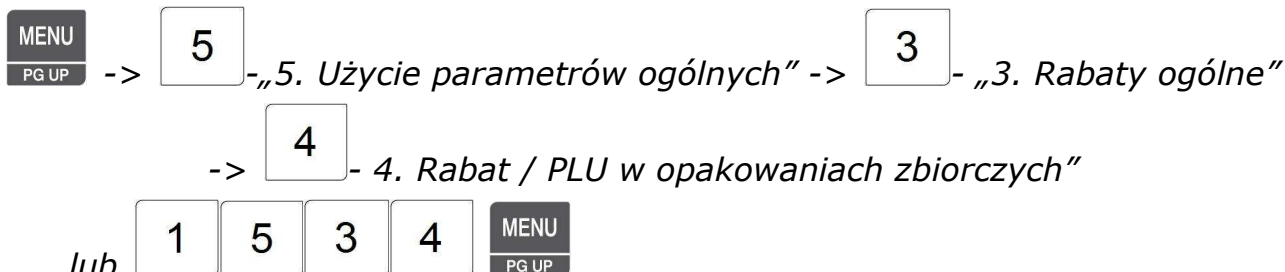 MENU
PG UP -> 5 -„5. Użycie parametrów ogólnych” -> 3 - „3. Rabaty ogólne”
-> 4 - 4. Rabat / PLU w opakowaniach zbiorczych”
lub 1 5 3 4 MENU
PG UP